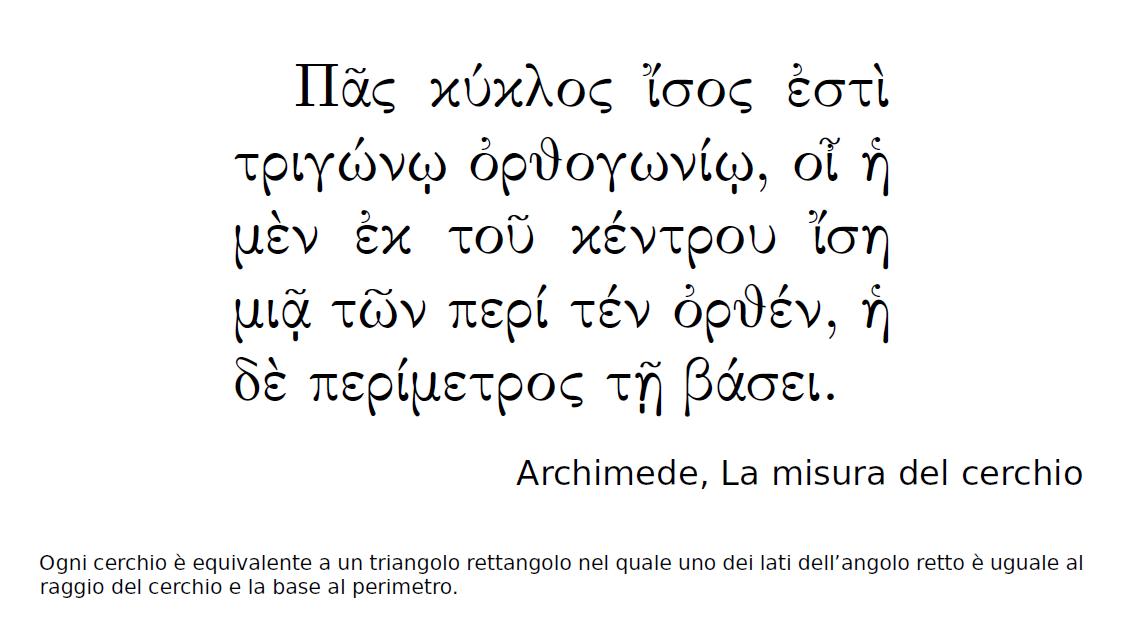 Πᾶς κύκλος ἴσος ἐστὶ
τριγώνῳ ὀρθογωνίῳ, οἷ ἡ
μὲν ἐκ τοῦ κέντρου ἴση
μιᾷ τῶν περί τέν ὀρθέν, ἡ
δὲ περίμετρος τῇ βάσει.
Archimede, La misura del cerchio
Ogni cerchio è equivalente a un triangolo rettangolo nel quale uno dei lati dell’angolo retto è uguale al
raggio del cerchio e la base al perimetro.